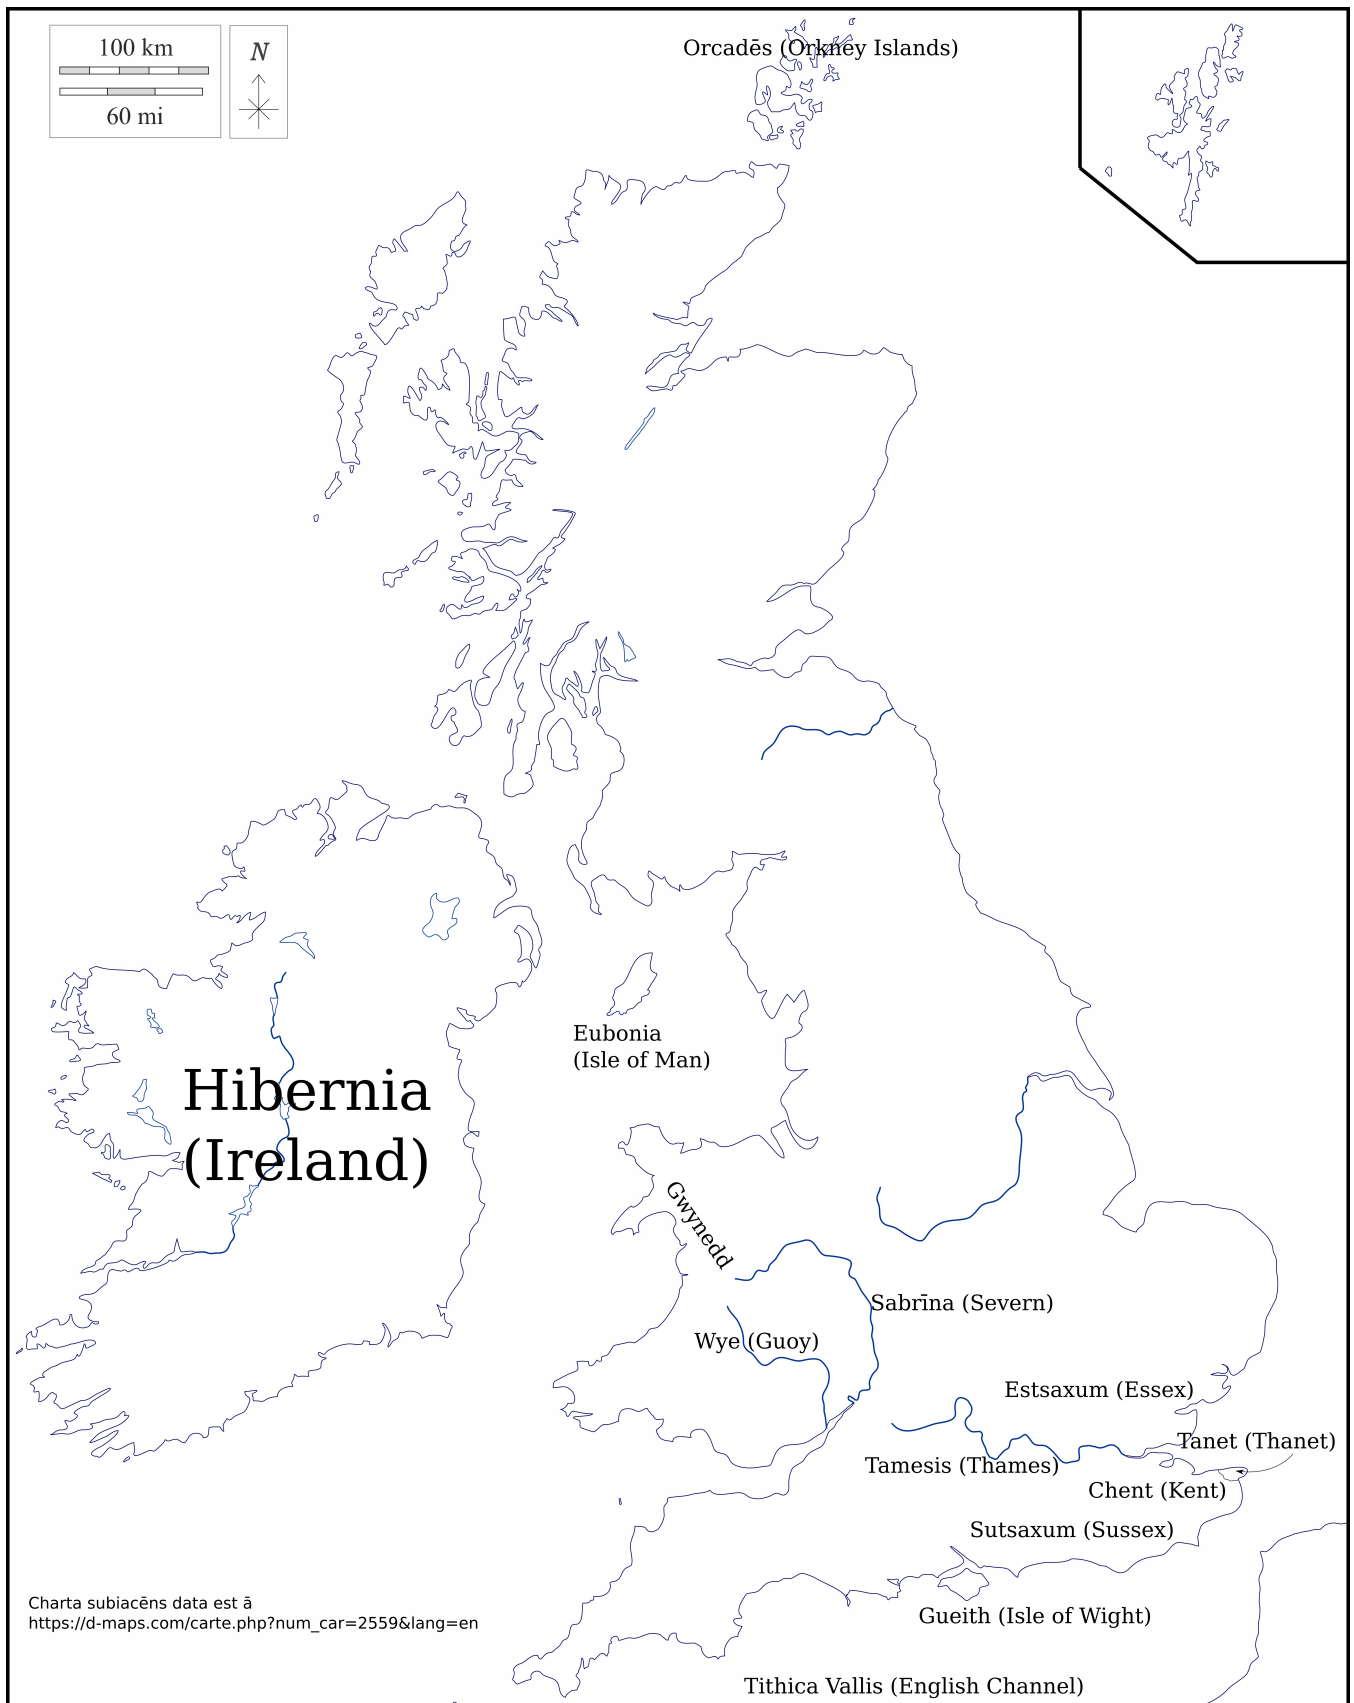 100 km
N
60 mi
Orcadēs (Orkney Islands)
Eubonia
(Isle of Man)
Hibernia
(Ireland)
Gwynedd
Sabrīna (Severn)
Wye (Guoy)
Estsaxum (Essex)
Tanet (Thanet)
Tamesis (Thames)
Chent (Kent)
Sutsaxum (Sussex)
Gueith (Isle of Wight)
Tithica Vallis (English Channel)
Charta subiacēns data est ā
https://d-maps.com/carte.php?num_car=2559&lang=en